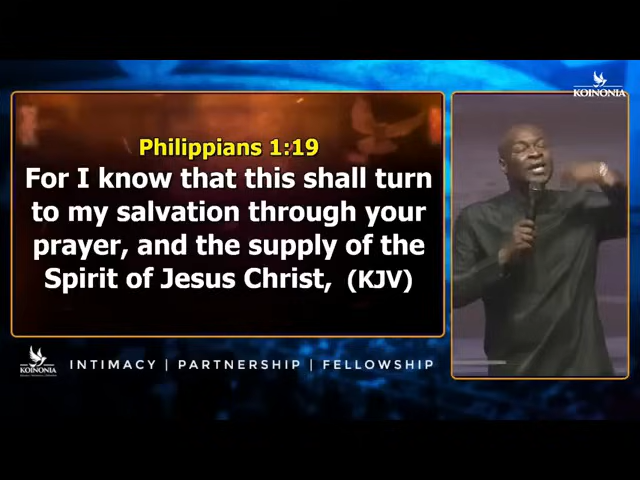 KOINONIA
Philippians 1:19
For I know that this shall turn
to my salvation through your
prayer, and the supply of the
Spirit of Jesus Christ, (KJV)
KOINONIA
INTIMACY | PARTNERSHIP | FELLOWSHIP